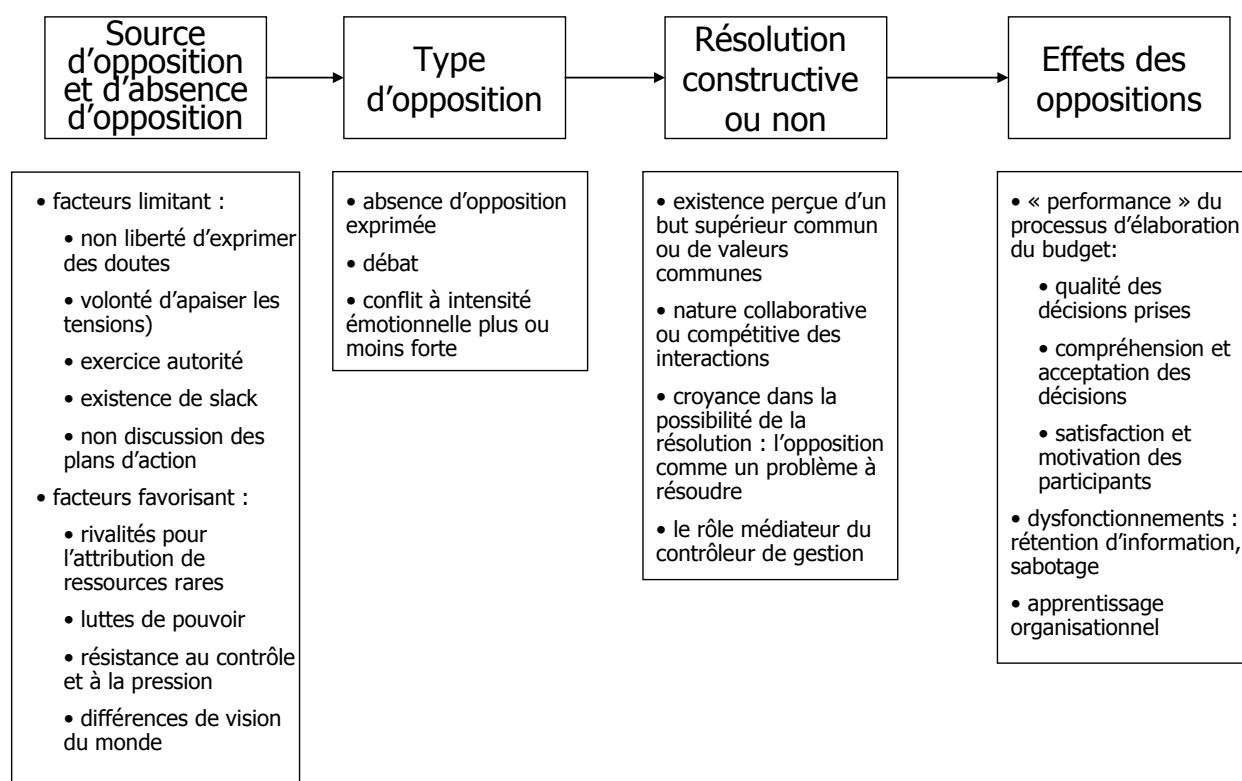 Source
d’opposition
et d’absence
d’opposition
Type
d’opposition
Résolution
constructive
ou non
Effets des
oppositions
• facteurs limitant :
• non liberté d’exprimer
des doutes
• volonté d’apaiser les
tensions)
• exercice autorité
• existence de slack
• non discussion des
plans d’action
• facteurs favorisant :
• rivalités pour
l’attribution de
ressources rares
• luttes de pouvoir
• résistance au contrôle
et à la pression
• différences de vision
du monde
• absence d’opposition
exprimée
• débat
• conflit à intensité
émotionnelle plus ou
moins forte
• existence perçue d’un
but supérieur commun
ou de valeurs
communes
• nature collaborative
ou compétitive des
interactions
• croyance dans la
possibilité de la
résolution : l’opposition
comme un problème à
résoudre
• le rôle médiateur du
contrôleur de gestion
• « performance » du
processus d’élaboration
du budget:
• qualité des
décisions prises
• compréhension et
acceptation des
décisions
• satisfaction et
motivation des
participants
• dysfonctionnements :
rétention d’information,
sabotage
• apprentissage
organisationnel